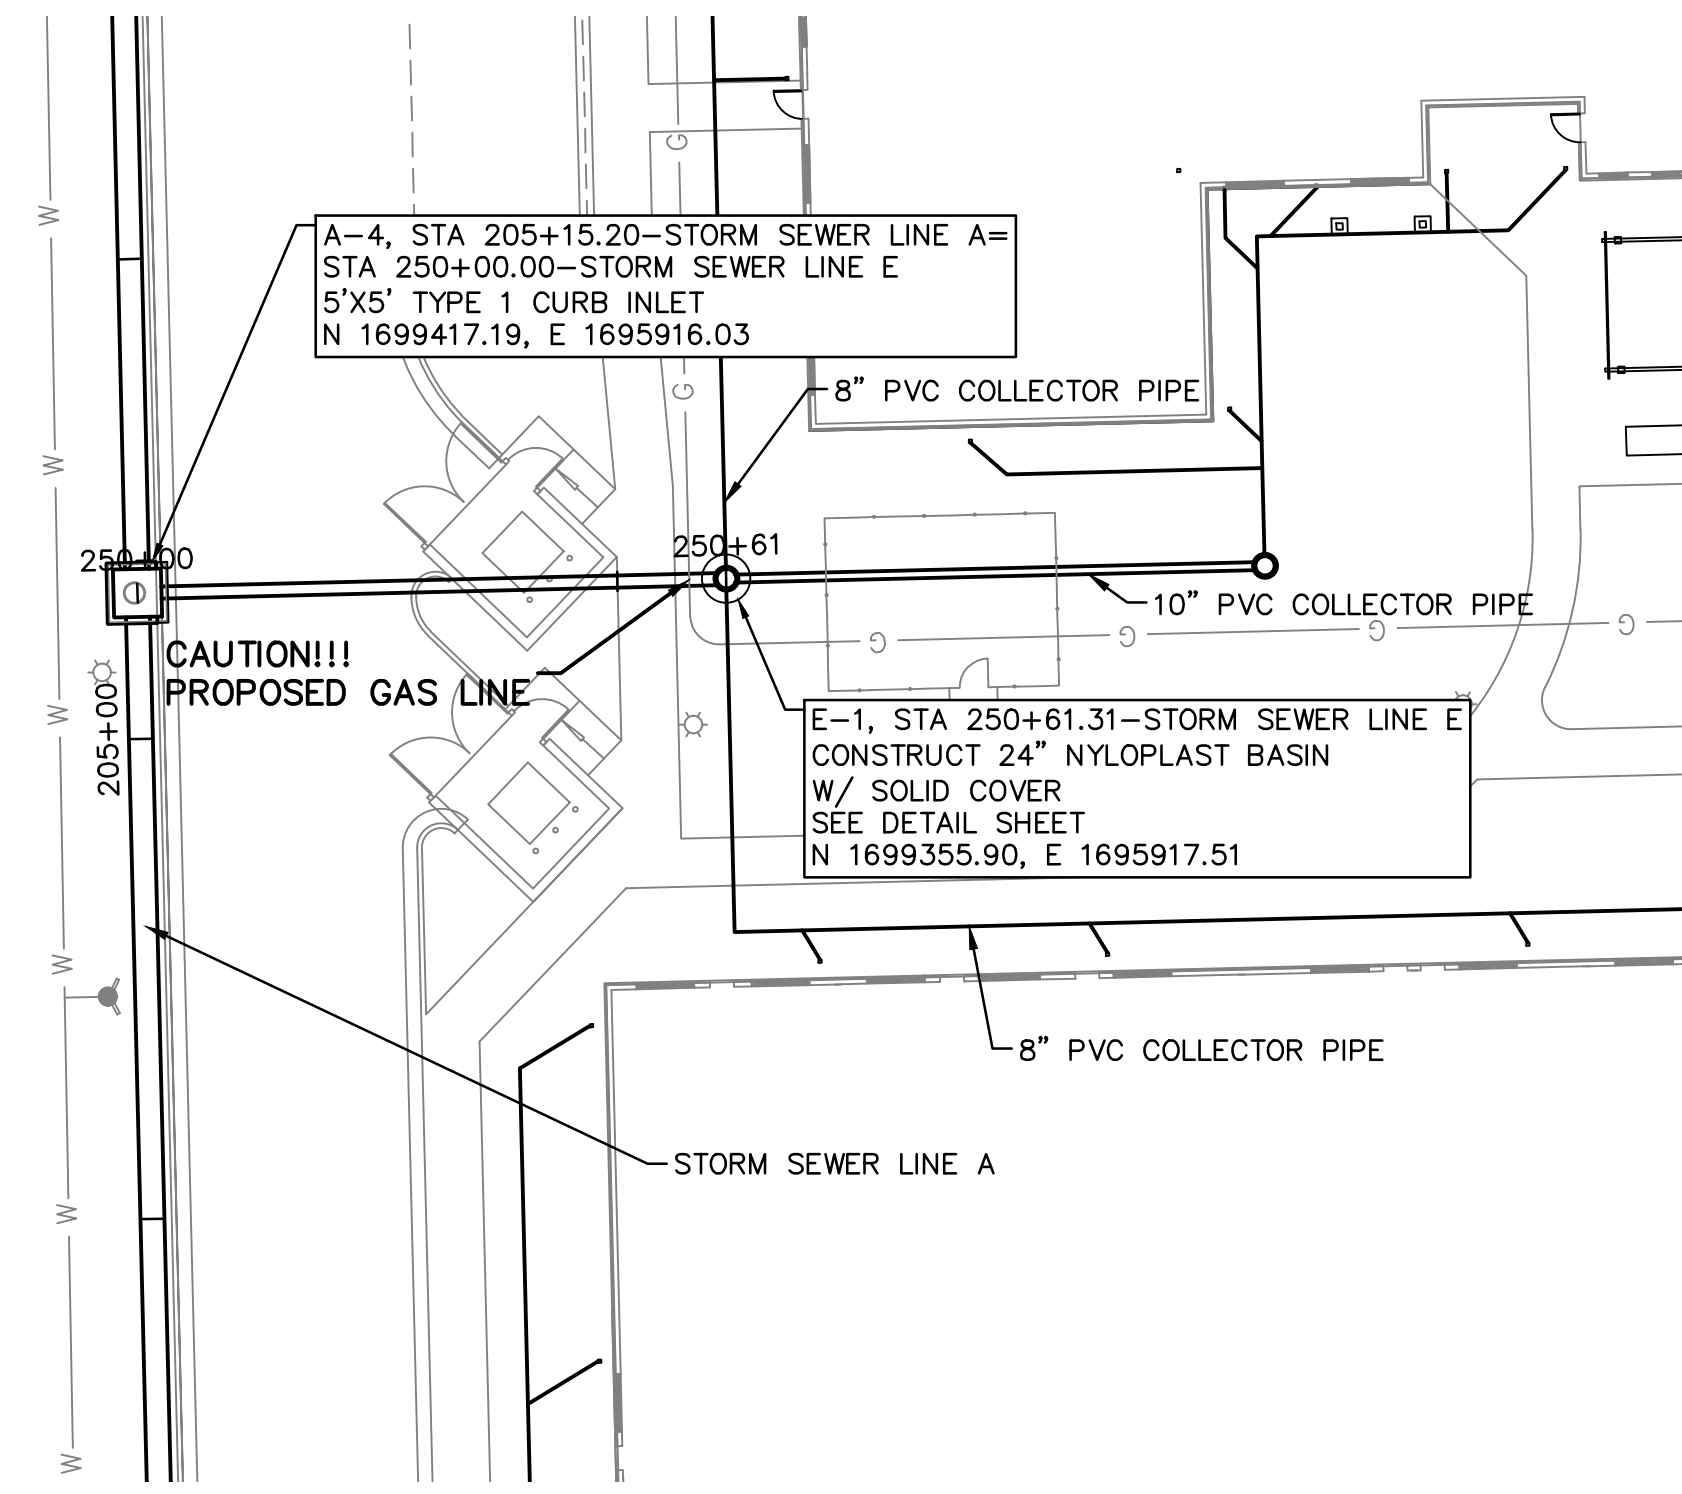 W
G
A-4, STA 205+15.20-STORM SEWER LINE A=
STA 250+00.00-STORM SEWER LINE E
5'X5' TYPE 1 CURB INLET
N 1699417.19, E 1695916.03
G
8" PVC COLLECTOR PIPE
W
250+00
250+61
10" PVC COLLECTOR PIPE
G
G
G
G
CAUTION!!!
PROPOSED GAS LINE
W
205+00
E-1, STA 250+61.31-STORM SEWER LINE E
CONSTRUCT 24" NYLOPLAST BASIN
W/ SOLID COVER
SEE DETAIL SHEET
N 1699355.90, E 1695917.51
W
8" PVC COLLECTOR PIPE
STORM SEWER LINE A
W
W